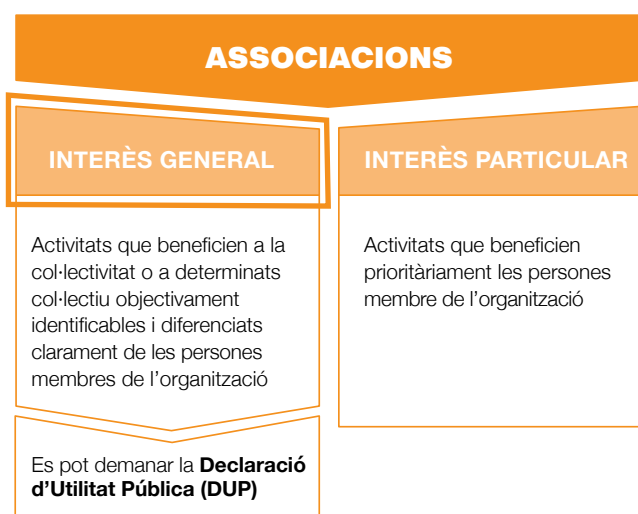 ASSOCIACIONS
INTERÈS GENERAL
Activitats que beneficien a la
col·lectivitat o a determinats
col·lectiu objectivament
identificables i diferenciats
clarament de les persones
membres de l'organització
Es pot demanar la Declaració
d'Utilitat Pública (DUP)
INTERÈS PARTICULAR
Activitats que beneficien
prioritàriament les persones
membre de l'organització